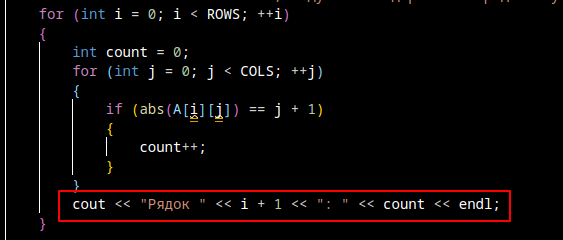 for (int i = 0; i < ROWS; ++i)
{
int count = 0;
for (int j = 0; j < COLS; ++j)
{
if (abs(A[i][j]) == j + 1)
{
count++;
}
}
cout << "Рядок " << i + 1 << ": " << count << endl;
}